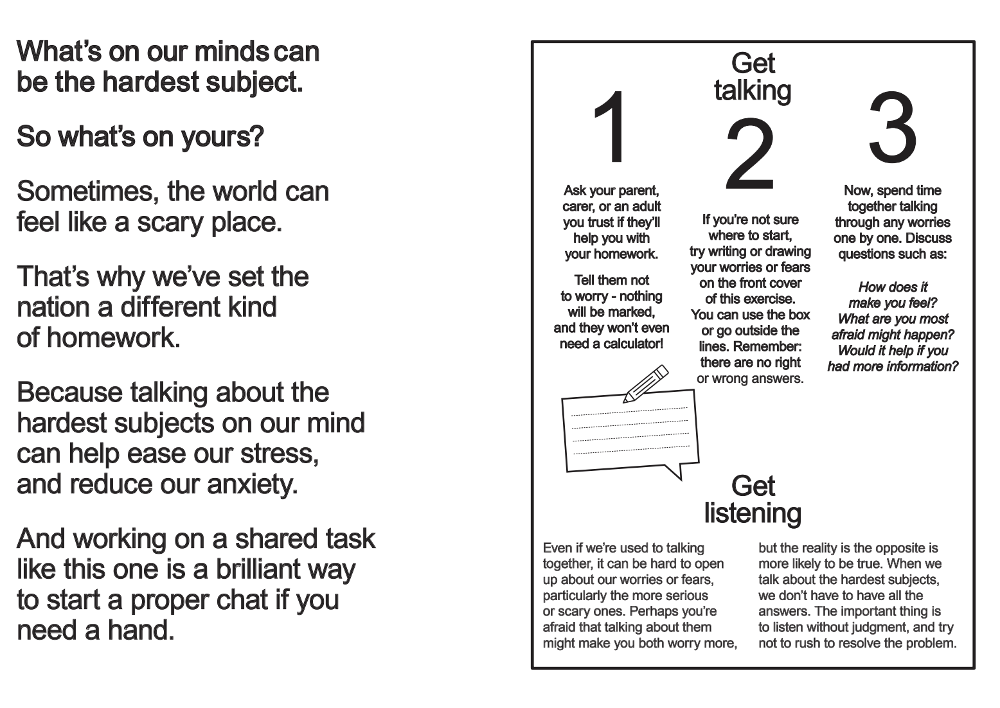 What’s on our minds can
be the hardest subject.
So what’s on yours?
Sometimes, the world can
feel like a scary place.
That’s why we’ve set the
nation a different kind
of homework.
Because talking about the
hardest subjects on our mind
can help ease our stress,
and reduce our anxiety.
And working on a shared task
like this one is a brilliant way
to start a proper chat if you
need a hand.
Get
talking
1
Ask your parent,
carer, or an adult
you trust if they’ll
help you with
your homework.
Tell them not
to worry - nothing
will be marked,
and they won’t even
need a calculator!
2
If you’re not sure
where to start,
try writing or drawing
your worries or fears
on the front cover
of this exercise.
You can use the box
or go outside the
lines. Remember:
there are no right
or wrong answers.
3
Now, spend time
together talking
through any worries
one by one. Discuss
questions such as:
How does it
make you feel?
What are you most
afraid might happen?
Would it help if you
had more information?
Get
listening
Even if we’re used to talking
together, it can be hard to open
up about our worries or fears,
particularly the more serious
or scary ones. Perhaps you’re
afraid that talking about them
might make you both worry more,
but the reality is the opposite is
more likely to be true. When we
talk about the hardest subjects,
we don’t have to have all the
answers. The important thing is
to listen without judgment, and try
not to rush to resolve the problem.